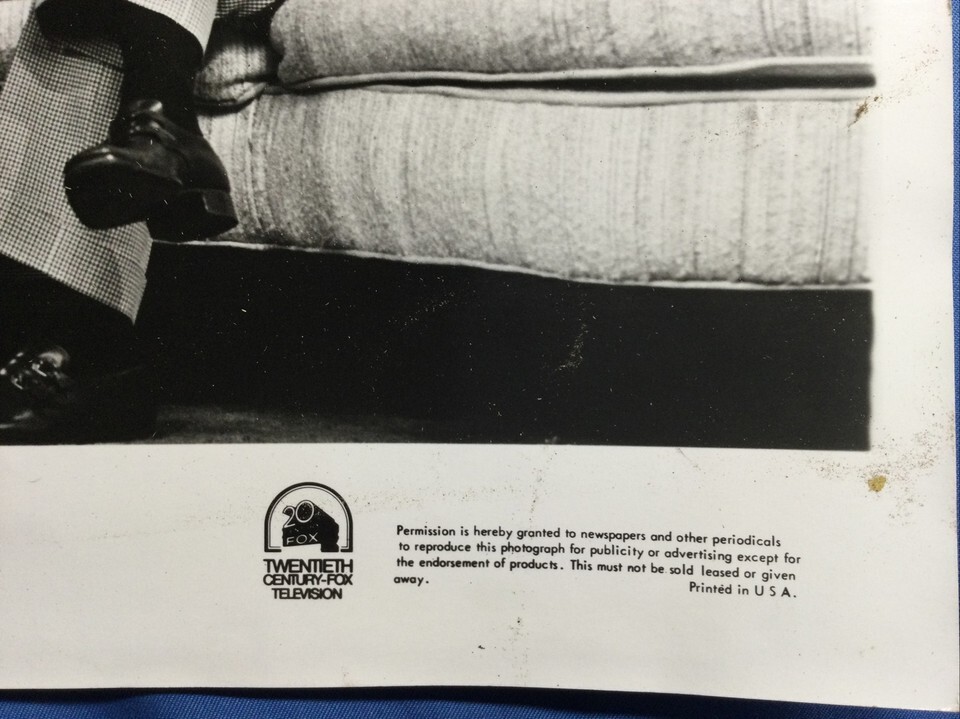 20
FOX
TWENTIETH
CENTURY-FOX
TELEVISION
Permission is hereby granted to newspapers and other periodicals
to reproduce this photograph for publicity or advertising except for
the endorsement of products. This must not be sold leased or given
away.
Printed in U S A.